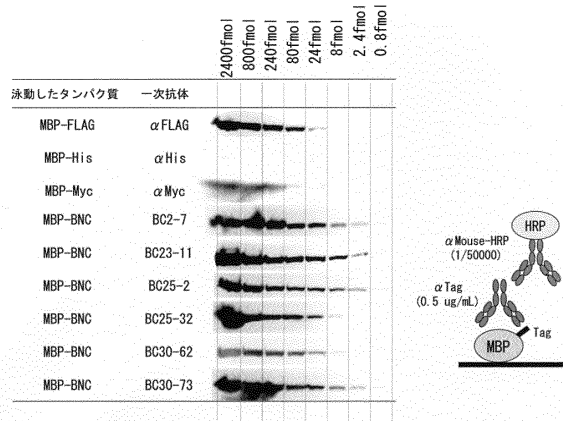 2400fmol 800fmol 240fmol 80fmol 24fmol 8fmol 2.4fmol 0.8fmol
泳動したタンパク質 一次抗体
MBP-FLAG αFLAG
MBP-His αHis
MBP-Myc αMyc
MBP-BNC BC2-7
MBP-BNC BC23-11
MBP-BNC BC25-2
MBP-BNC BC25-32
MBP-BNC BC30-62
MBP-BNC BC30-73
HRP
αMouse-HRP
(1/50000)
αTag
(0.5 ug/mL)
Tag
MBP